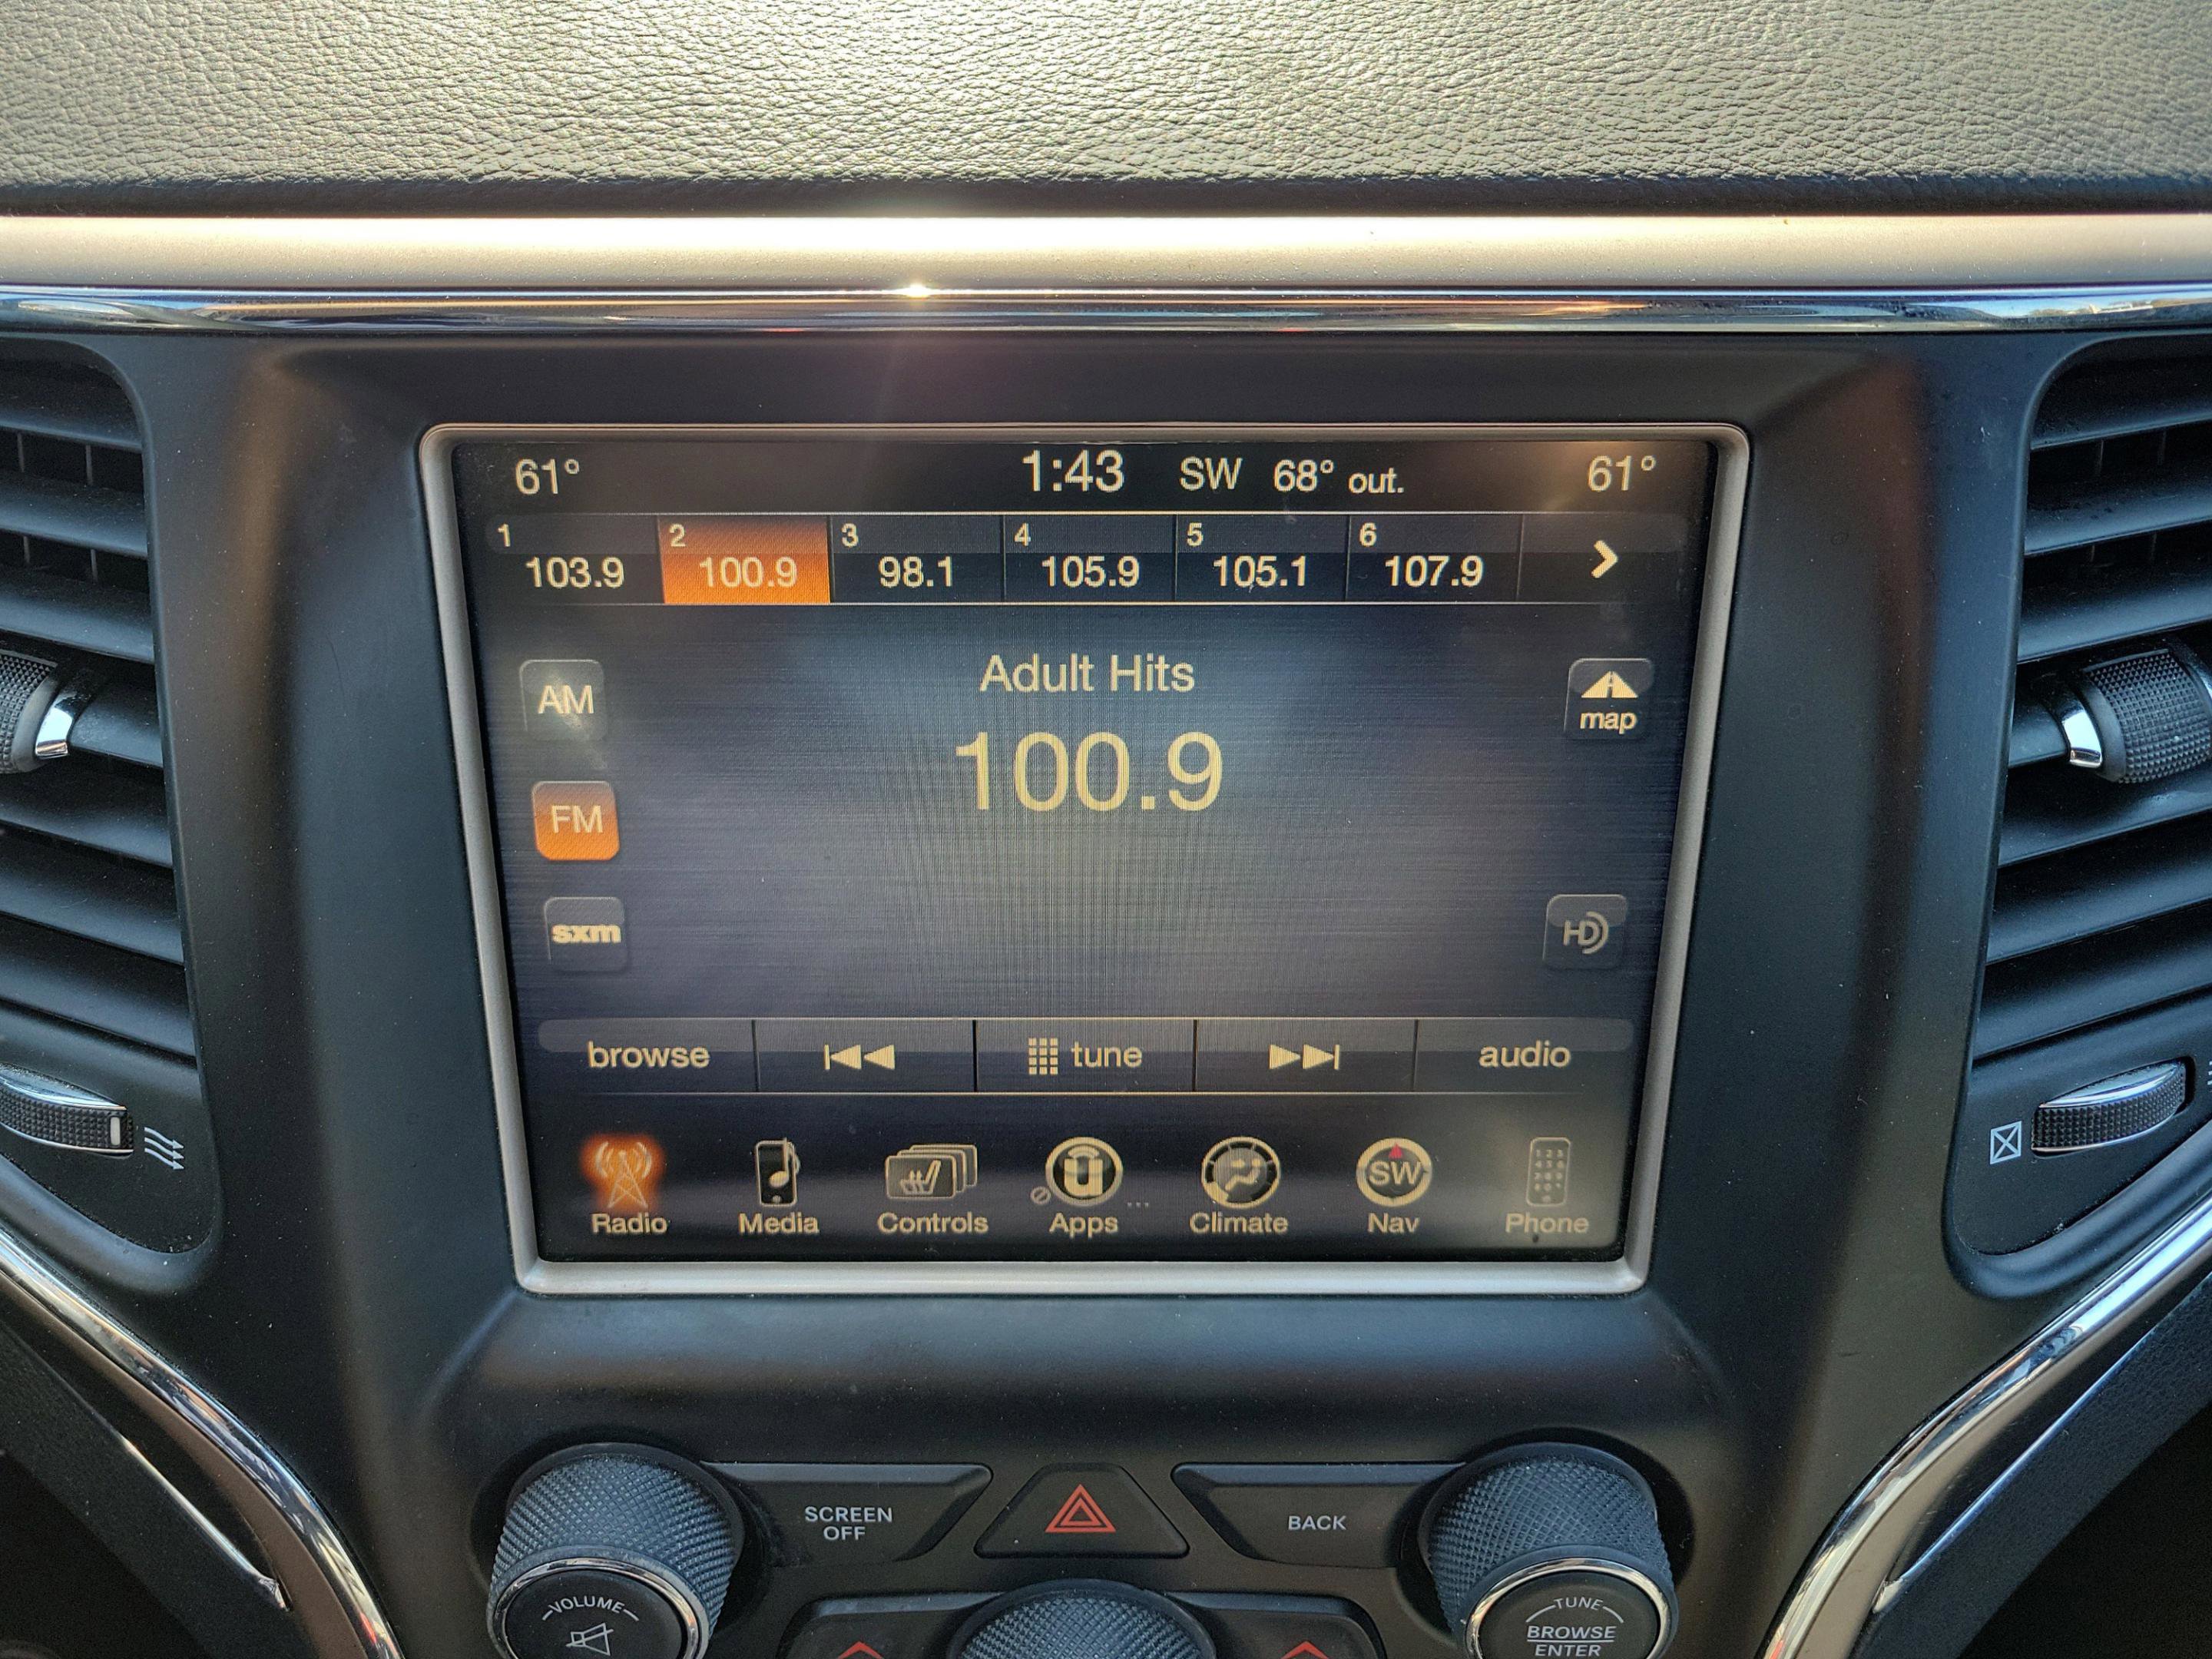 61° 1:43 SW 68° out. 61°
1 2 3 4 5 6
103.9 100.9 98.1 105.9 105.1 107.9
Adult Hits
AM
map
100.9
FM
sxm
HD
browse tune audio
SW
Radio Media Controls Apps Climate Nav Phone
SCREEN
OFF
BACK
VOLUME
TUNE
BROWSE
ENTER